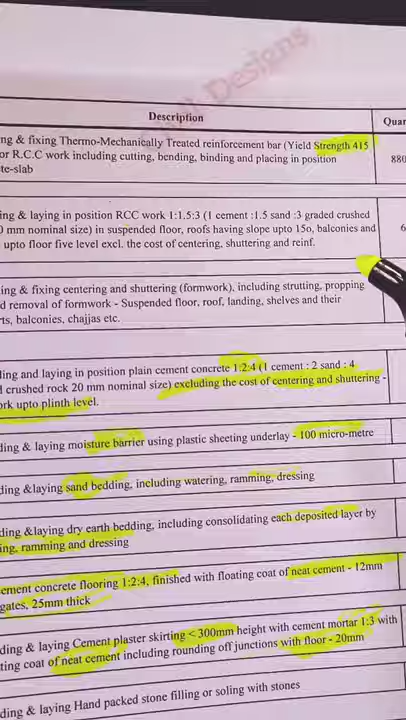 Designs
Description
Quan
ng & fixing Thermo-Mechanically Treated reinforcement bar (Yield Strength 415
or R.C.C work including cutting, bending, binding and placing in position
te-slab
880
ing & laying in position RCC work 1:1.5:3 (1 cement :1.5 sand :3 graded crushed
0 mm nominal size) in suspended floor, roofs having slope upto 15o, balconies and
upto floor five level excl. the cost of centering, shuttering and reinf.
6
ing & fixing centering and shuttering (formwork), including strutting, propping
d removal of formwork - Suspended floor, roof, landing, shelves and their
rts, balconies, chajjas etc.
ding and laying in position plain cement concrete 1:2:4 (1 cement : 2 sand : 4
d crushed rock 20 mm nominal size) excluding the cost of centering and shuttering -
ork upto plinth level.
ding & laying moisture barrier using plastic sheeting underlay - 100 micro-metre
ding &laying sand bedding, including watering, ramming, dressing
ding &laying dry earth bedding, including consolidating each deposited layer by
ing, ramming and dressing
ement concrete flooring 1:2:4, finished with floating coat of neat cement - 12mm
gates, 25mm thick
ding & laying Cement plaster skirting < 300mm height with cement mortar 1:3 with
ting coat of neat cement including rounding off junctions with floor - 20mm
ding & laying Hand packed stone filling or soling with stones